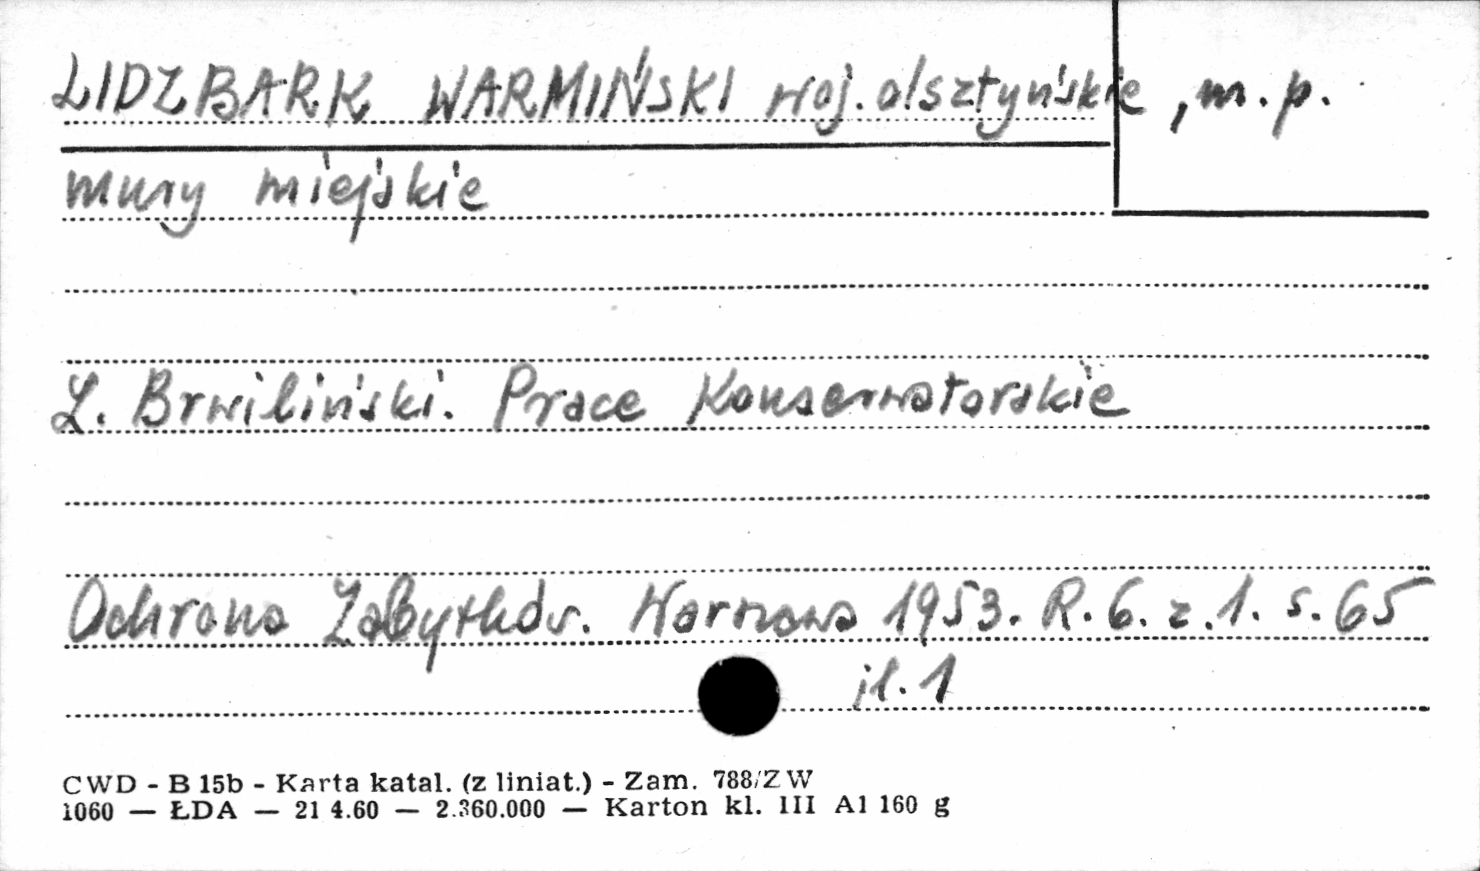 LIDZBARK WARMIŃSKI woj. olsztyńskie, m. p.
mury miejskie
L. Brwiliński. Prace Konserwatorskie
Ochrona Zabytków. Warszawa 1953. R. 6. z. 1. s. 65
il. 1
CWD - B 15b - Karta katal. (z liniat.) - Zam. 788/Z W
1060 — ŁDA — 21 4.60 — 2.360.000 — Karton kl. III A1 160 g